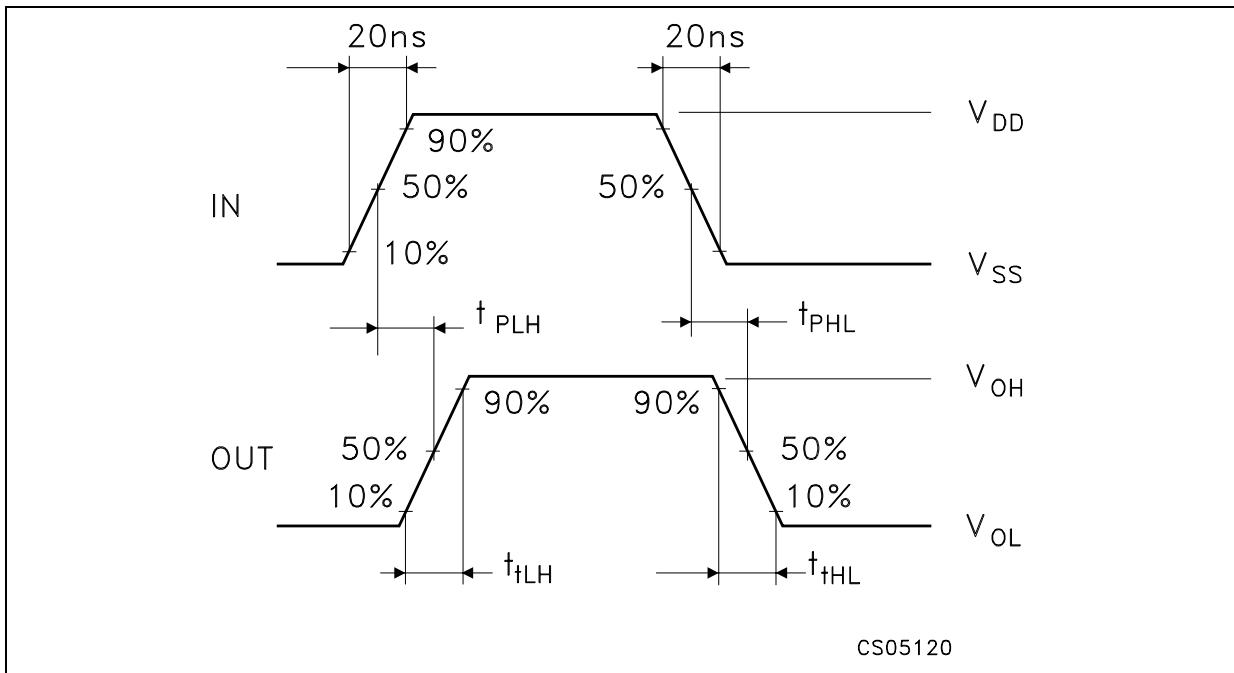 20ns 20ns
V_DD
90%
50% 50%
IN
10%
V_SS
t_PLH t_PHL
V_OH
90% 90%
50% 50%
OUT
10% 10%
V_OL
t_tLH t_tHL
CS05120